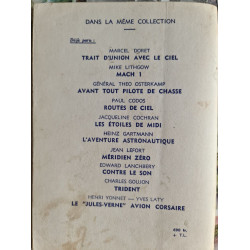 DANS LA MÊME COLLECTION
Déjà paru :
MARCEL DORET
TRAIT D'UNION AVEC LE CIEL
MIKE LITHGOW
MACH 1
GÉNÉRAL THEO OSTERKAMP
AVANT TOUT PILOTE DE CHASSE
PAUL CODOS
ROUTES DE CIEL
JACQUELINE COCHRAN
LES ÉTOILES DE MIDI
HEINZ GARTMANN
L'AVENTURE ASTRONAUTIQUE
JEAN LEFORT
MÉRIDIEN ZÉRO
EDWARD LANCHBERY
CONTRE LE SON
CHARLES GOUJON
TRIDENT
HENRI YONNET — YVES LATY
LE "JULES-VERNE" AVION CORSAIRE